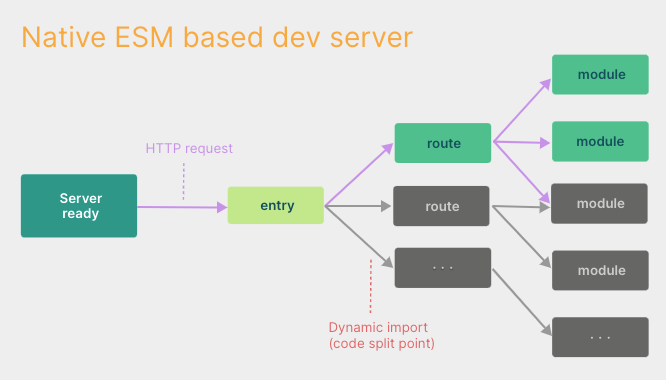 Native ESM based dev server
module
HTTP request
route
module
Server
ready
entry
route
module
. . .
module
Dynamic import
(code split point)
. . .